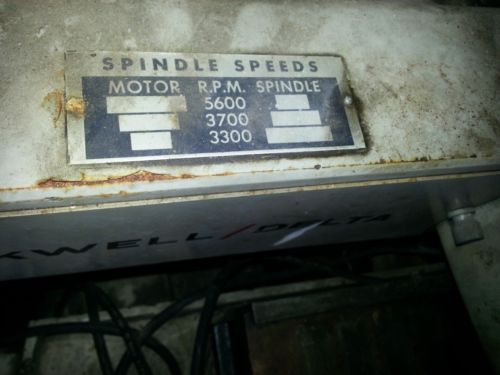 SPINDLE SPEEDS
MOTOR R.P.M. SPINDLE
5600
3700
3300
KWELL/DELTA